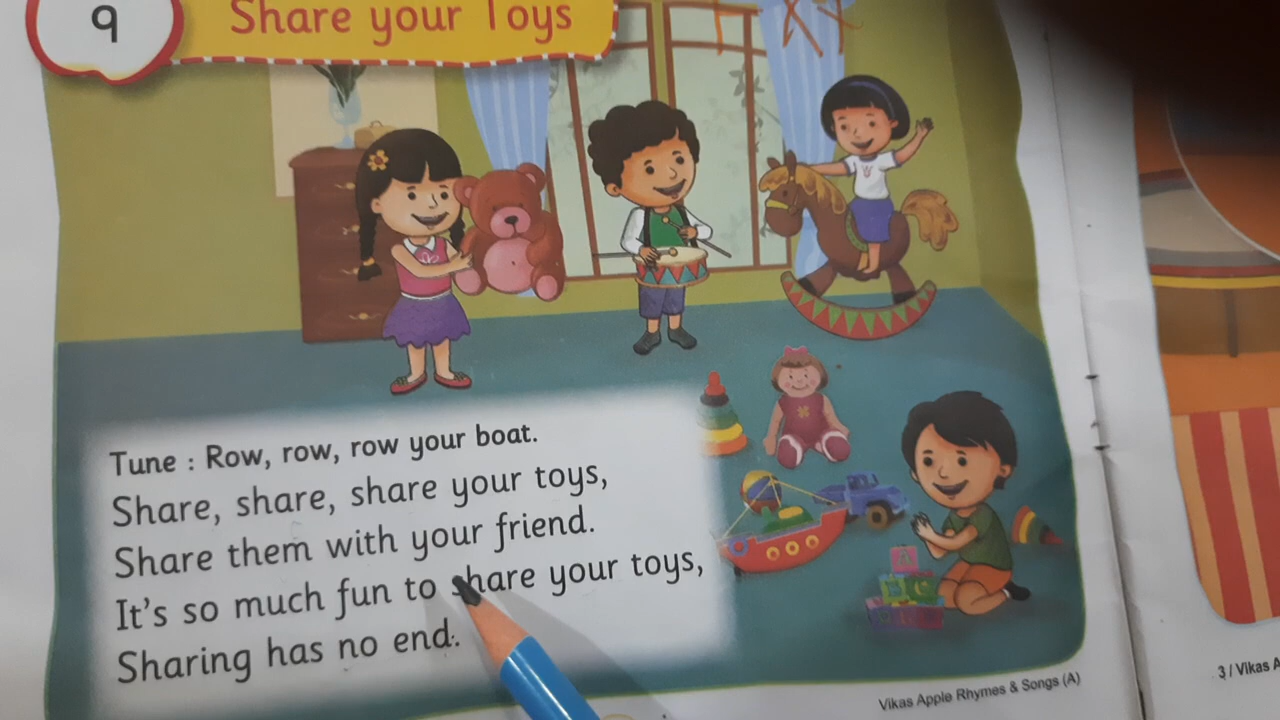 9
Share your Toys
Tune : Row, row, row your boat.
Share, share, share your toys,
Share them with your friend.
It's so much fun to share your toys,
Sharing has no end.
Vikas Apple Rhymes & Songs (A)
3 / Vikas